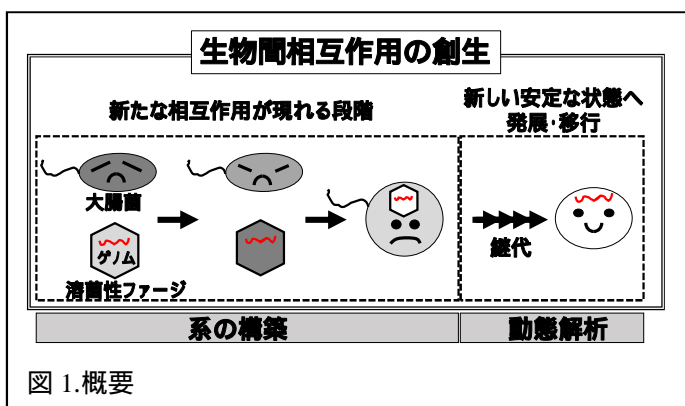 生物間相互作用の創生
新たな相互作用が現れる段階
新しい安定な状態へ
発展・移行
大腸菌
ゲノム
溶菌性ファージ
継代
系の構築
動態解析
図 1.概要